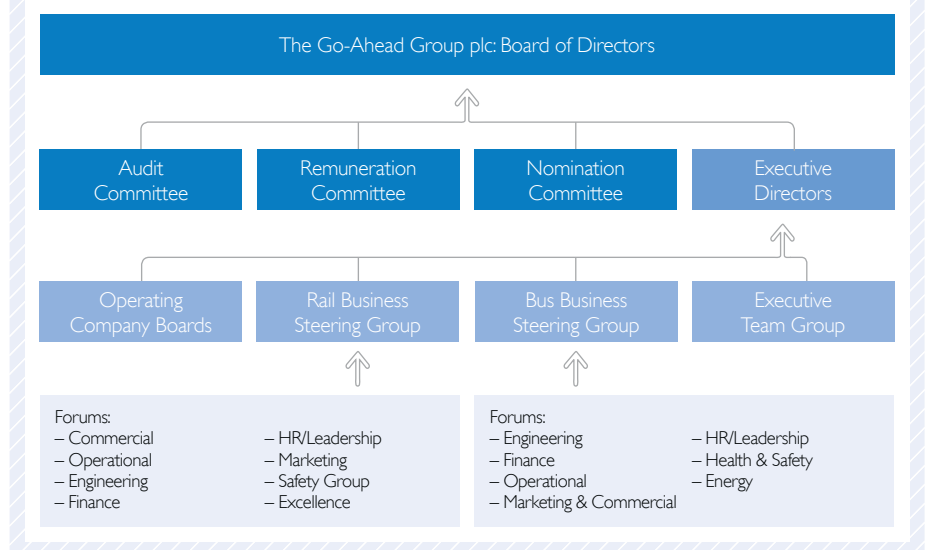 The Go-Ahead Group plc: Board of Directors
Audit
Committee
Remuneration
Committee
Nomination
Committee
Executive
Directors
Operating
Company Boards
Rail Business
Steering Group
Bus Business
Steering Group
Executive
Team Group
Forums:
– Commercial
– Operational
– Engineering
– Finance
– HR/Leadership
– Marketing
– Safety Group
– Excellence
Forums:
– Engineering
– Finance
– Operational
– Marketing & Commercial
– HR/Leadership
– Health & Safety
– Energy